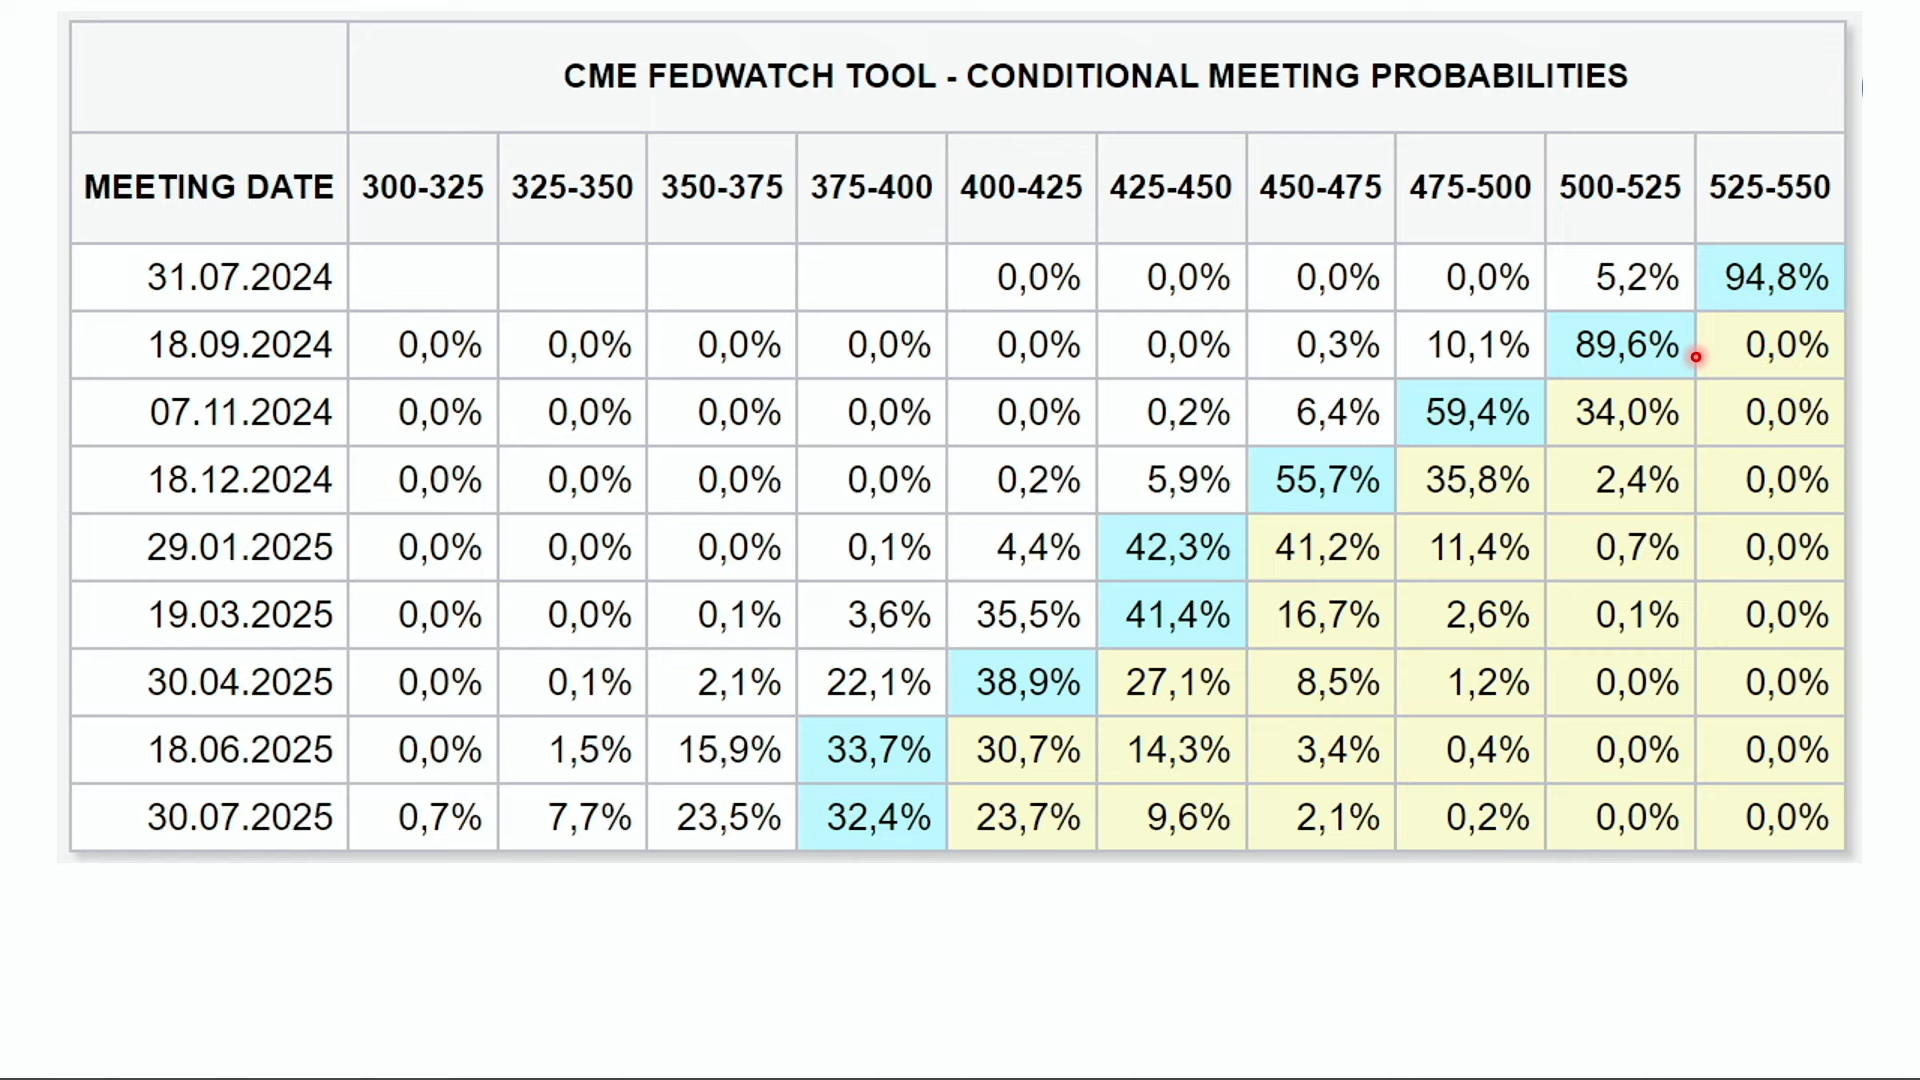 CME FEDWATCH TOOL - CONDITIONAL MEETING PROBABILITIES
MEETING DATE 300-325 325-350 350-375 375-400 400-425 425-450 450-475 475-500 500-525 525-550
31.07.2024 0,0% 0,0% 0,0% 0,0% 5,2% 94,8%
18.09.2024 0,0% 0,0% 0,0% 0,0% 0,0% 0,0% 0,3% 10,1% 89,6% 0,0%
07.11.2024 0,0% 0,0% 0,0% 0,0% 0,0% 0,2% 6,4% 59,4% 34,0% 0,0%
18.12.2024 0,0% 0,0% 0,0% 0,0% 0,2% 5,9% 55,7% 35,8% 2,4% 0,0%
29.01.2025 0,0% 0,0% 0,0% 0,1% 4,4% 42,3% 41,2% 11,4% 0,7% 0,0%
19.03.2025 0,0% 0,0% 0,1% 3,6% 35,5% 41,4% 16,7% 2,6% 0,1% 0,0%
30.04.2025 0,0% 0,1% 2,1% 22,1% 38,9% 27,1% 8,5% 1,2% 0,0% 0,0%
18.06.2025 0,0% 1,5% 15,9% 33,7% 30,7% 14,3% 3,4% 0,4% 0,0% 0,0%
30.07.2025 0,7% 7,7% 23,5% 32,4% 23,7% 9,6% 2,1% 0,2% 0,0% 0,0%